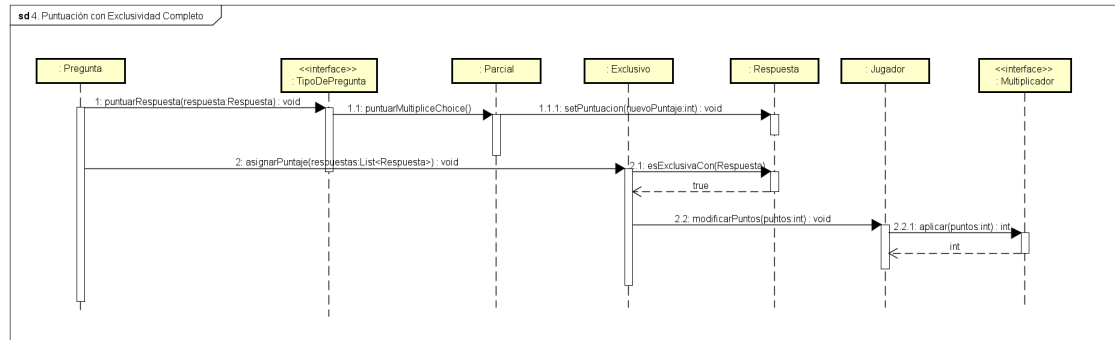 sd 4. Puntuación con Exclusividad Completo
: Pregunta
<<interface>>
: TipoDePregunta
: Parcial
: Exclusivo
: Respuesta
: Jugador
<<interface>>
: Multiplicador
1: puntuarRespuesta(respuesta:Respuesta) : void
1.1: puntuarMultipliceChoice()
1.1.1: setPuntuacion(nuevoPuntaje:int) : void
2: asignarPuntaje(respuestas:List<Respuesta>) : void
2.1: esExclusivaCon(Respuesta)
true
2.2: modificarPuntos(puntos:int) : void
2.2.1: aplicar(puntos:int) : int
int